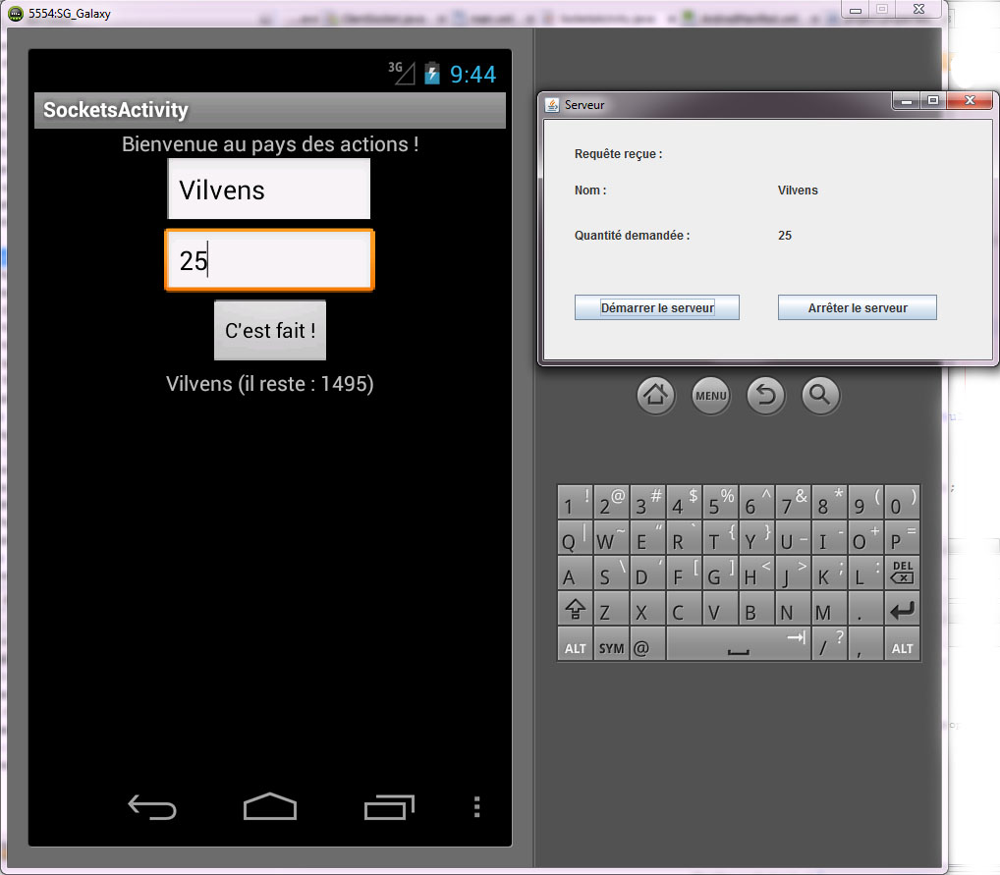 5554:SG_Galaxy
3G 9:44
SocketsActivity
Bienvenue au pays des actions !
Vilvens
25
C'est fait !
Vilvens (il reste : 1495)
Serveur
Requête reçue :
Nom : Vilvens
Quantité demandée : 25
Démarrer le serveur Arrêter le serveur
MENU
1 ! 2 @ 3 # 4 $ 5 % 6 ^ 7 & 8 * 9 ( 0 )
Q | W ~ E " R ` T { Y } U _ I - O + P =
A S \ D ' F [ G ] H < J > K ; L : DEL
Z X C V B N M .
ALT SYM @ / ? , ALT